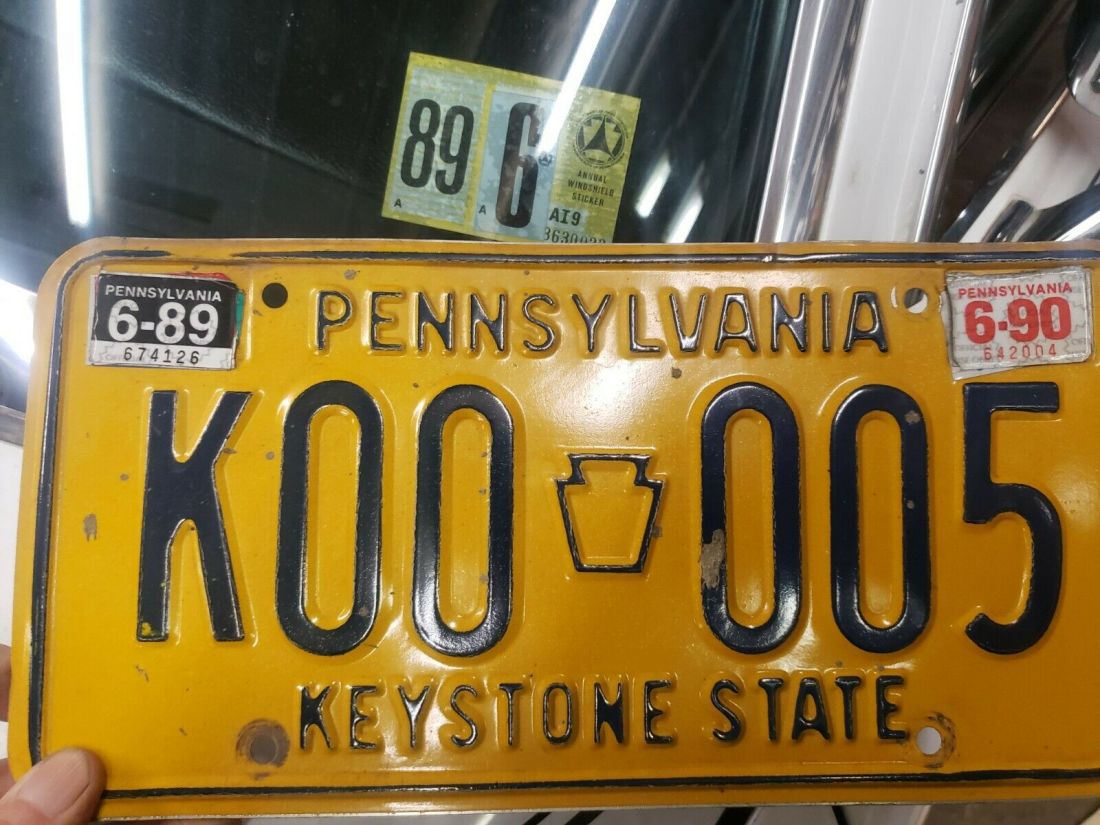 89 6
A A
ANNUAL
WINDSHIELD
STICKER
AI9
PENNSYLVANIA
6-89
674126
PENNSYLVANIA
PENNSYLVANIA
6-90
642004
K00 005
KEYSTONE STATE